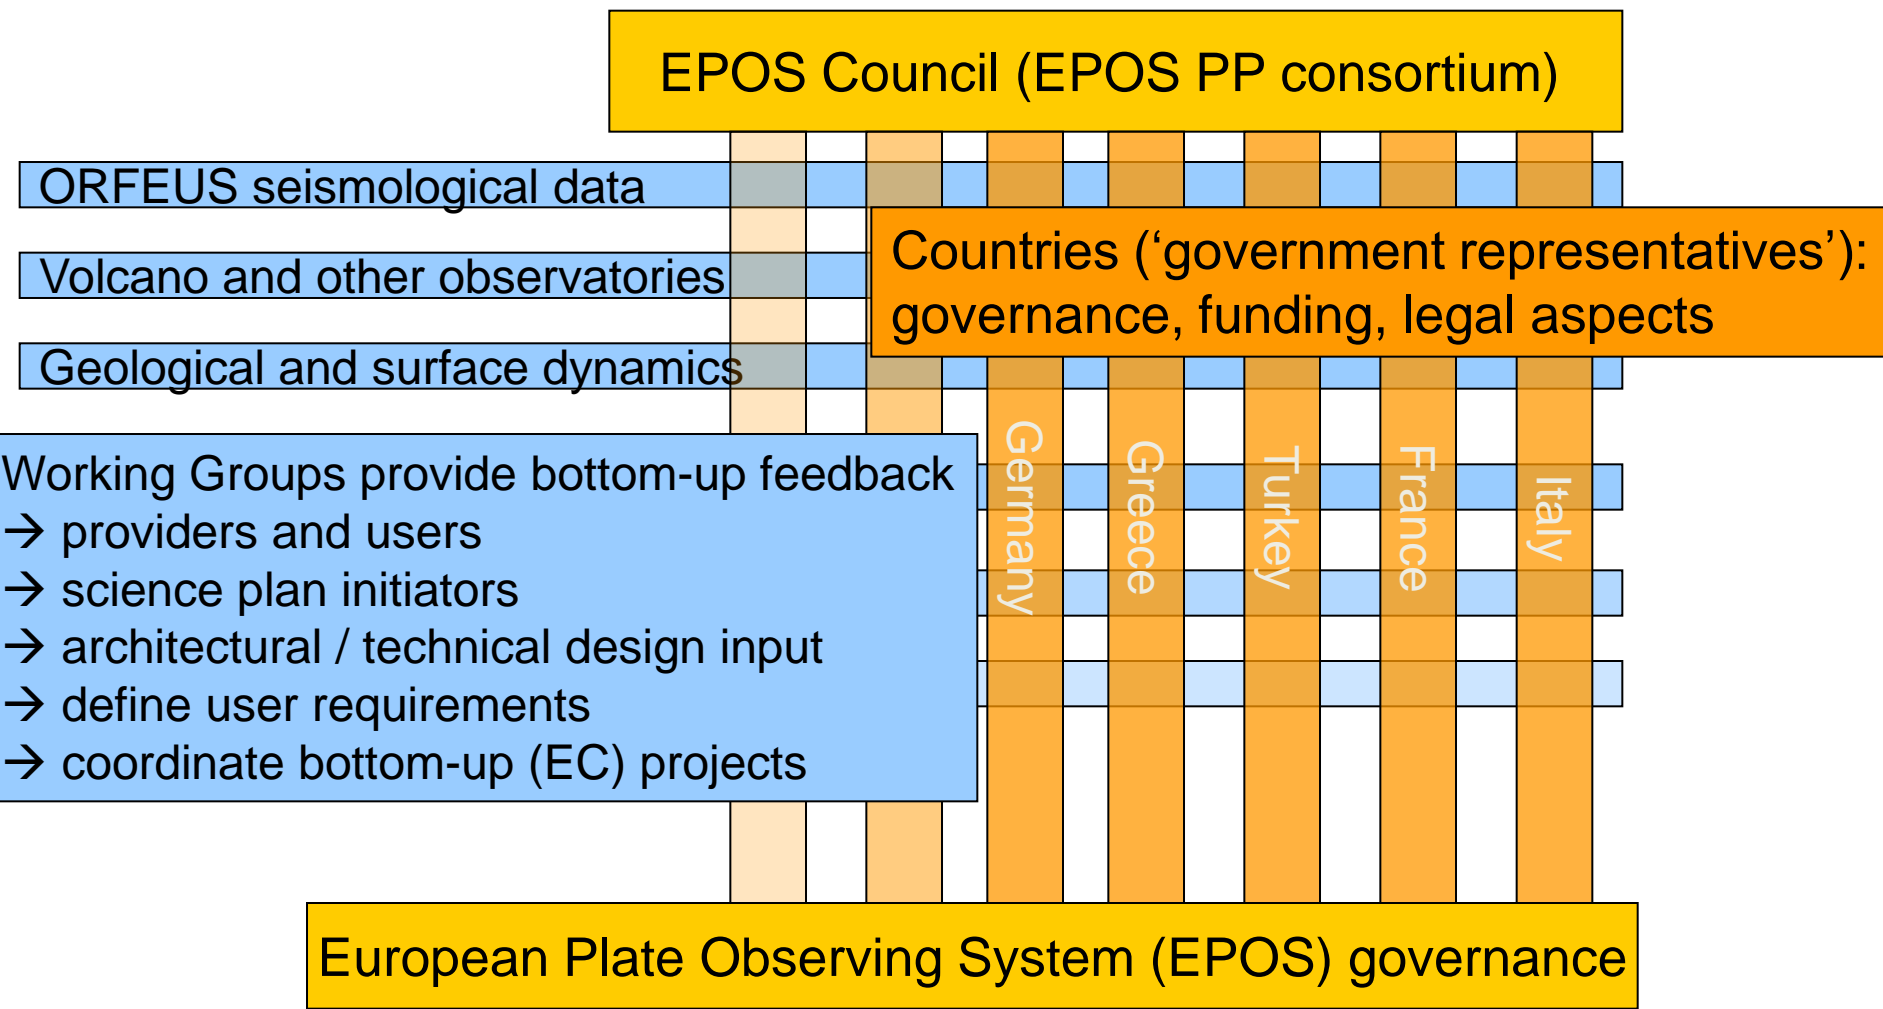 EPOS Council (EPOS PP consortium)
ORFEUS seismological data
Volcano and other observatories
Geological and surface dynamics
Countries (‘government representatives’):
governance, funding, legal aspects
Working Groups provide bottom-up feedback
→ providers and users
→ science plan initiators
→ architectural / technical design input
→ define user requirements
→ coordinate bottom-up (EC) projects
Germany
Greece
Turkey
France
Italy
European Plate Observing System (EPOS) governance